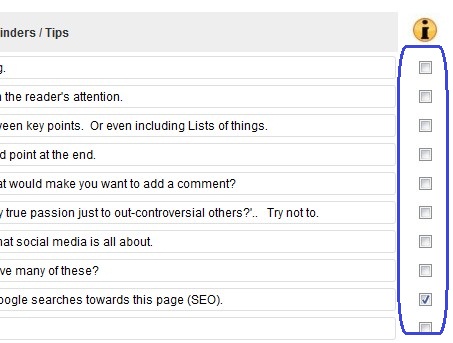 inders / Tips
i
g.
n the reader's attention.
veen key points. Or even including Lists of things.
d point at the end.
at would make you want to add a comment?
y true passion just to out-controversial others?'.. Try not to.
hat social media is all about.
ve many of these?
oogle searches towards this page (SEO).